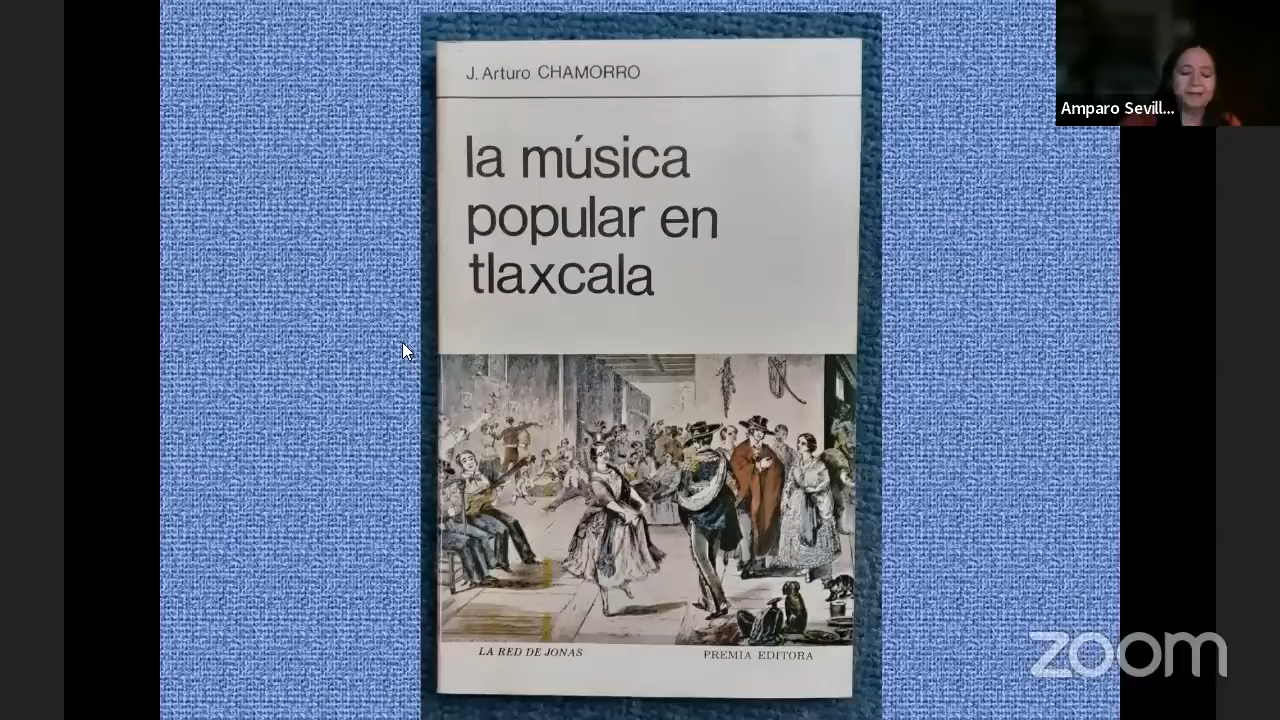 J. Arturo CHAMORRO
la música
popular en
tlaxcala
LA RED DE JONAS
PREMIA EDITORA
Amparo Sevill...
zoom